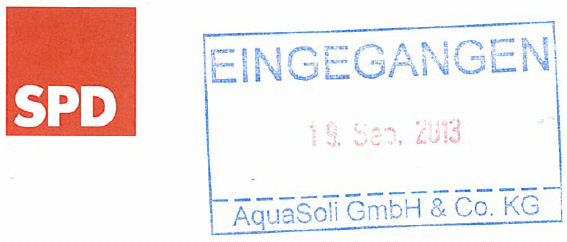 SPD
EINGEGANGEN
19. Sep. 2013
AquaSoli GmbH & Co. KG